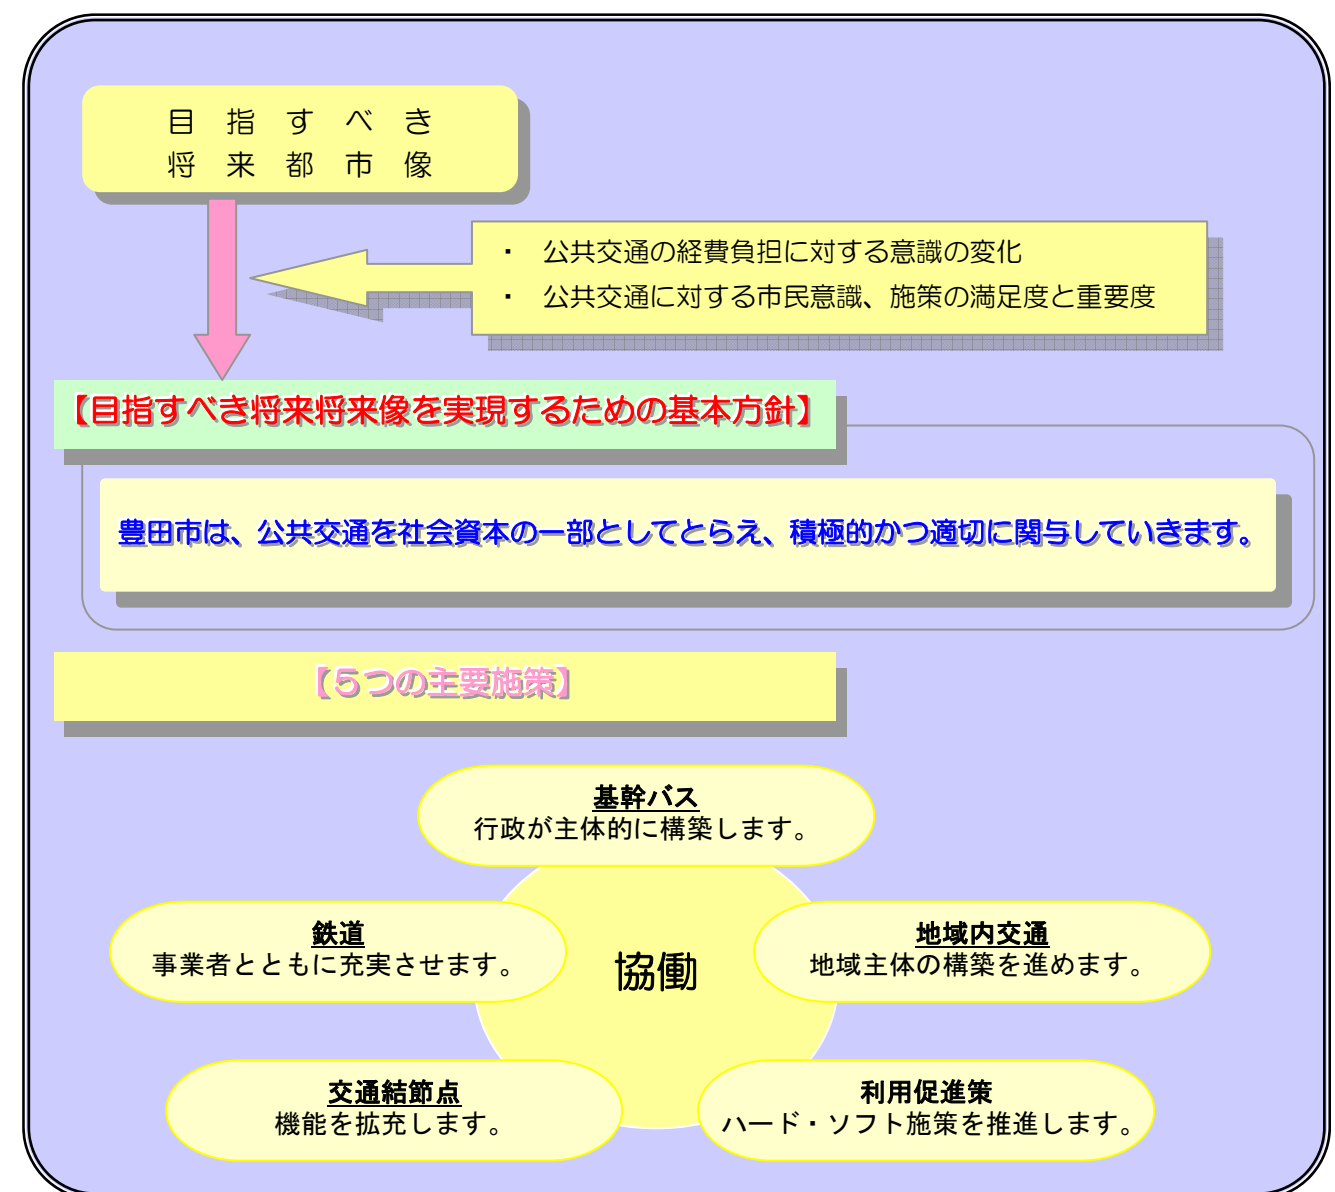 目 指 す べ き
将 来 都 市 像
・ 公共交通の経費負担に対する意識の変化
・ 公共交通に対する市民意識、施策の満足度と重要度
【目指すべき将来将来像を実現するための基本方針】
豊田市は、公共交通を社会資本の一部としてとらえ、積極的かつ適切に関与していきます。
【５つの主要施策】
基幹バス
行政が主体的に構築します。
鉄道
事業者とともに充実させます。
協働
地域内交通
地域主体の構築を進めます。
交通結節点
機能を拡充します。
利用促進策
ハード・ソフト施策を推進します。